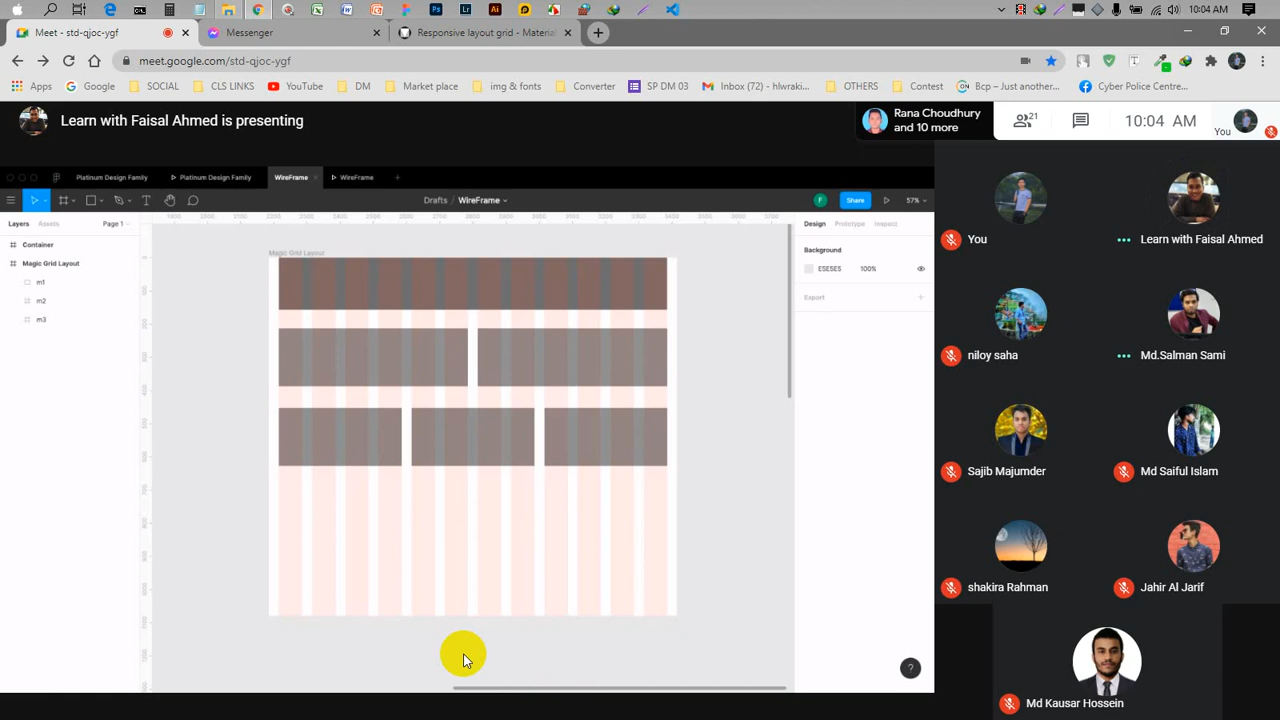 10:04 AM
Meet - std-qjoc-ygf
Messenger
Responsive layout grid - Material
meet.google.com/std-qjoc-ygf
Apps
SOCIAL
CLS LINKS
YOUTUBE
DM
Market place
img & fonts
Converter
SP DM 03
Inbox (72) - hlwraki...
OTHERS
Contest
Bcp – Just another...
Cyber Police Centre...
Learn with Faisal Ahmed is presenting
Rana Choudhury
and 10 more
21
10:04 AM
You
Platinum Design Family
Platinum Design Family
WireFrame
WireFrame
Drafts / WireFrame
F
Share
57%
Layers
Assets
Page 1
Design
Prototype
Inspect
Container
Magic Grid Layout
m1
m2
m3
Magic Grid Layout
Background
E5E5E5
100%
Export
?
You
Learn with Faisal Ahmed
niloy saha
Md.Salman Sami
Sajib Majumder
Md Saiful Islam
shakira Rahman
Jahir Al Jarif
Md Kausar Hossein